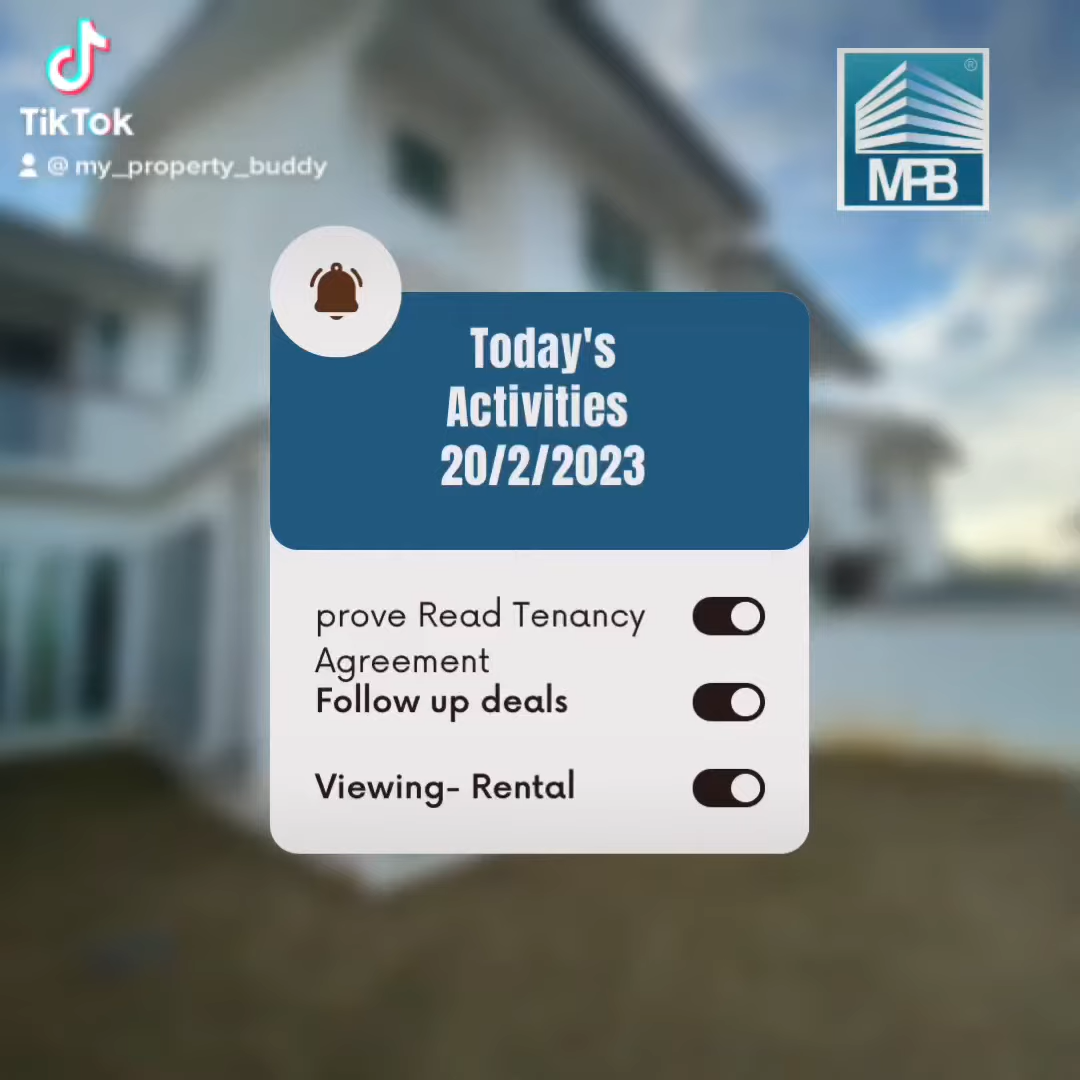 TikTok
@my_property_buddy
®
MPB
Today's
Activities
20/2/2023
prove Read Tenancy
Agreement
Follow up deals
Viewing- Rental